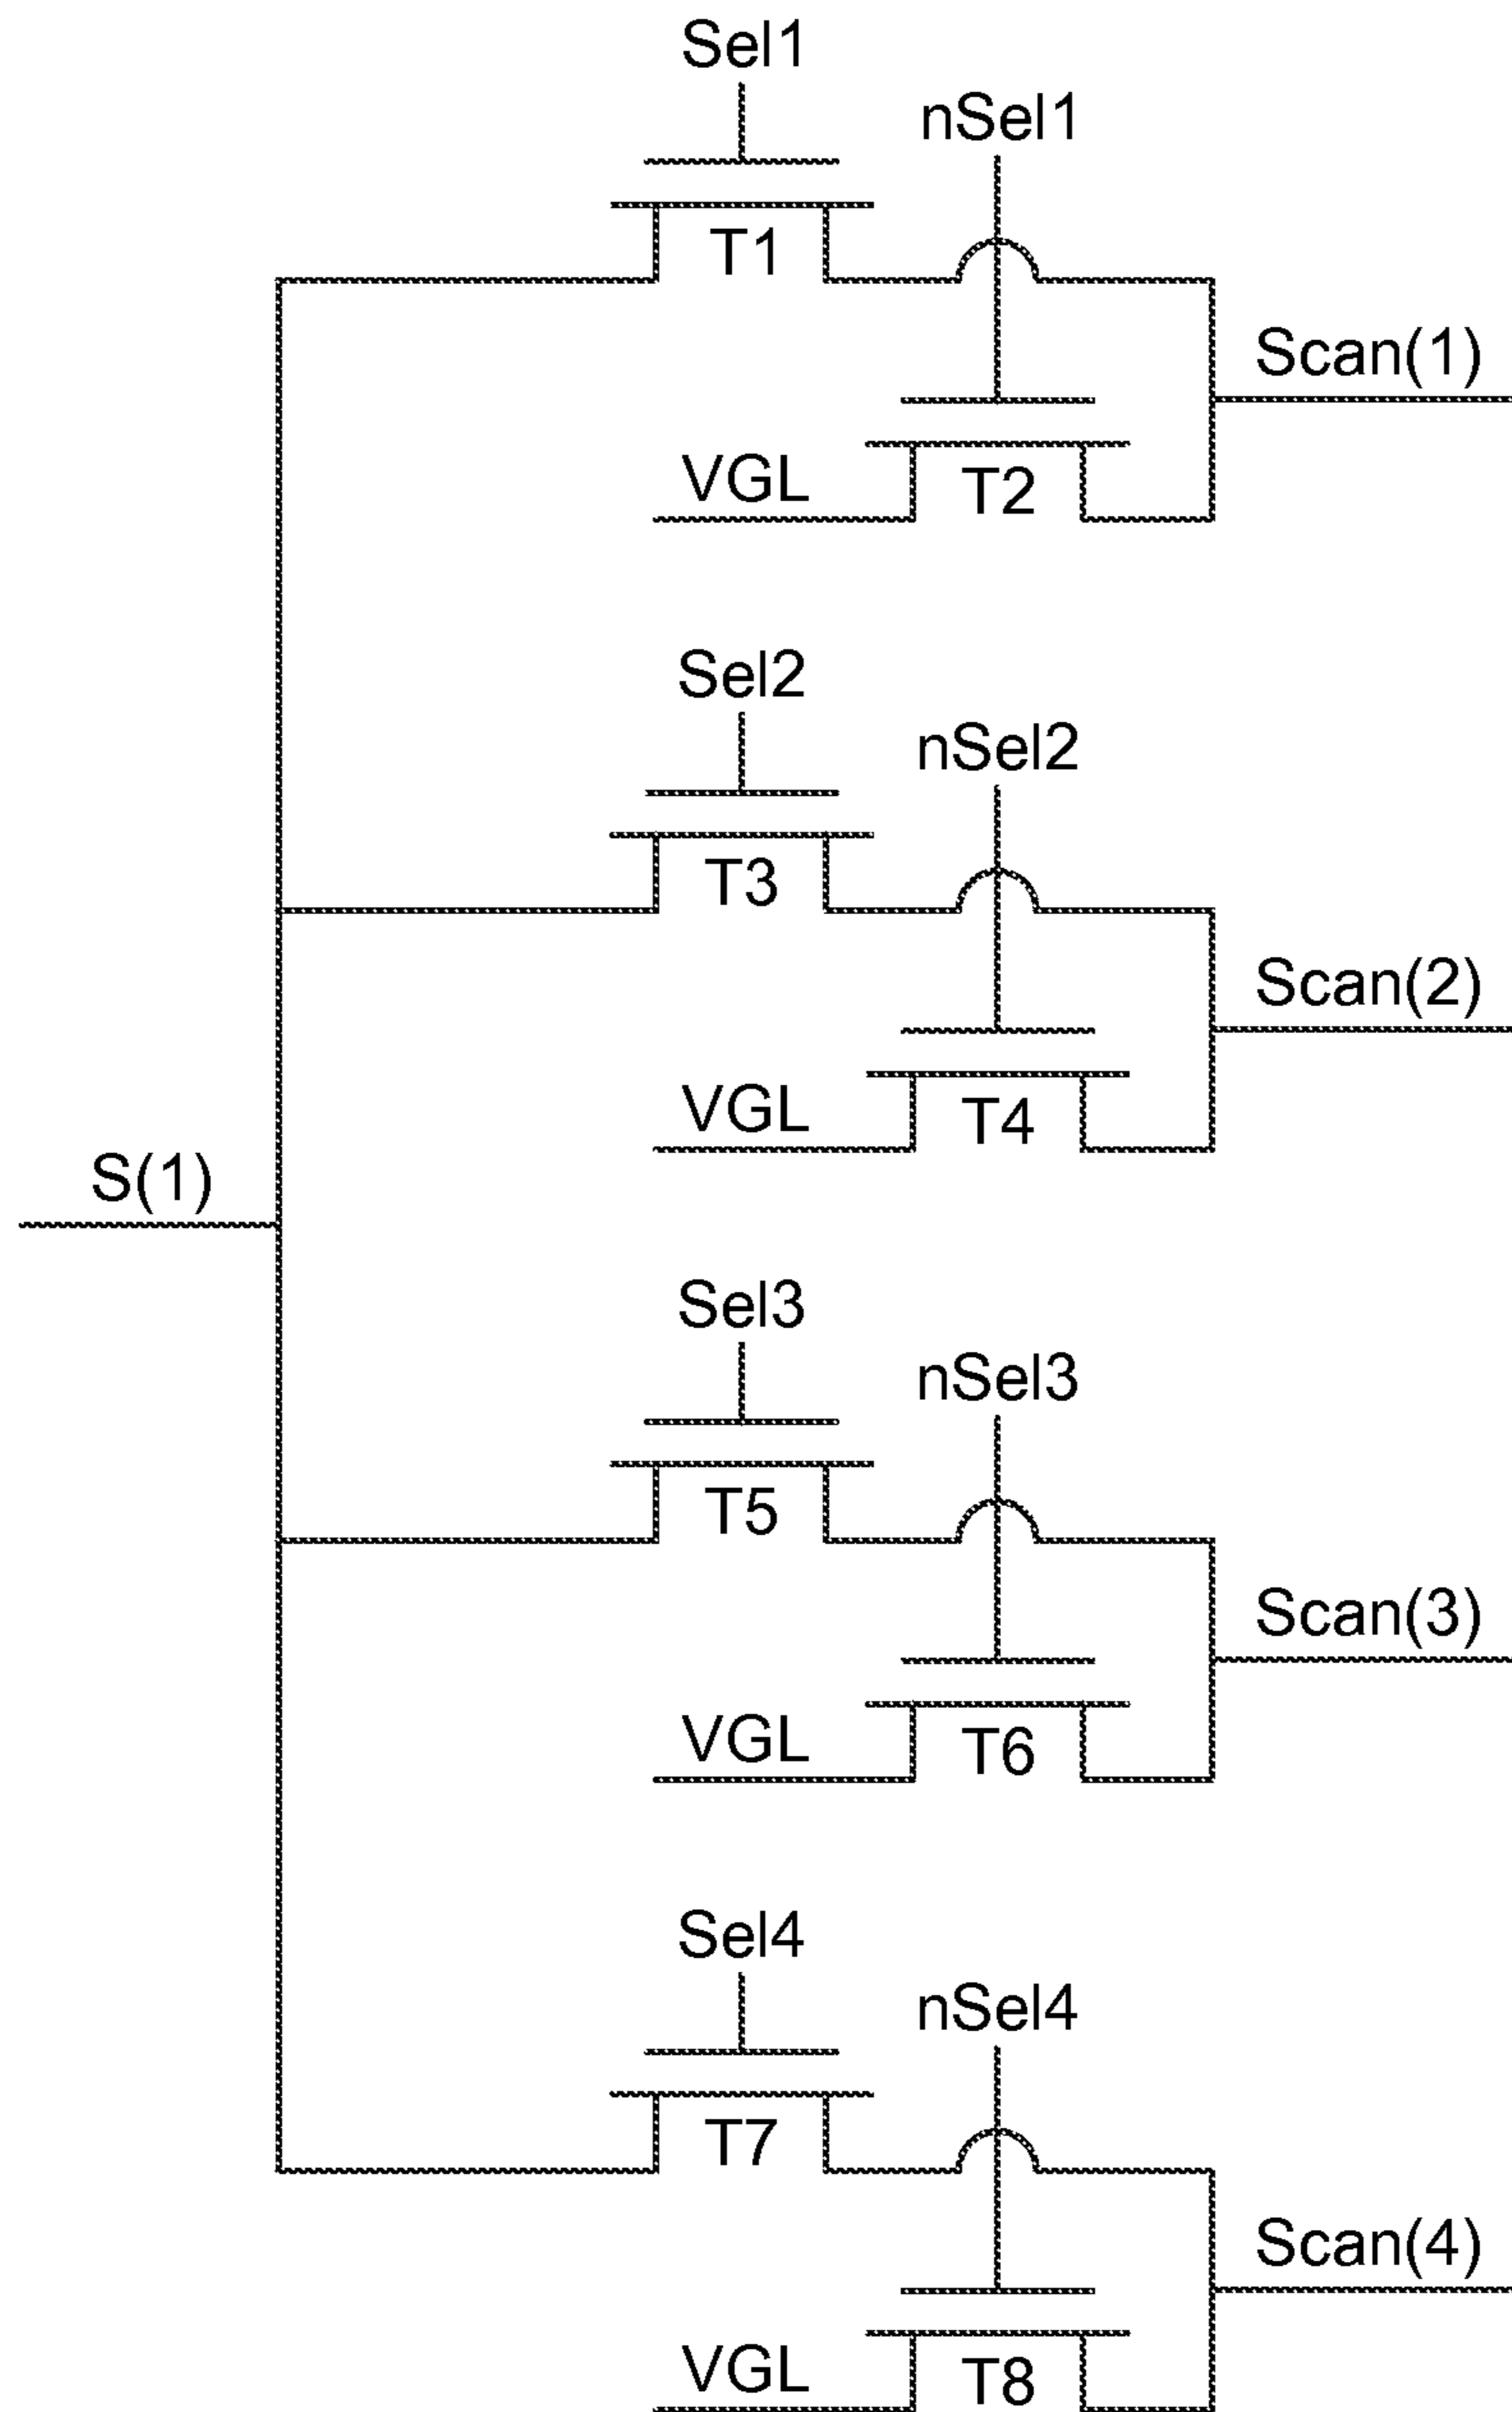 Sel1
nSel1
T1
Scan(1)
VGL
T2
Sel2
nSel2
T3
Scan(2)
VGL
T4
S(1)
Sel3
nSel3
T5
Scan(3)
VGL
T6
Sel4
nSel4
T7
Scan(4)
VGL
T8